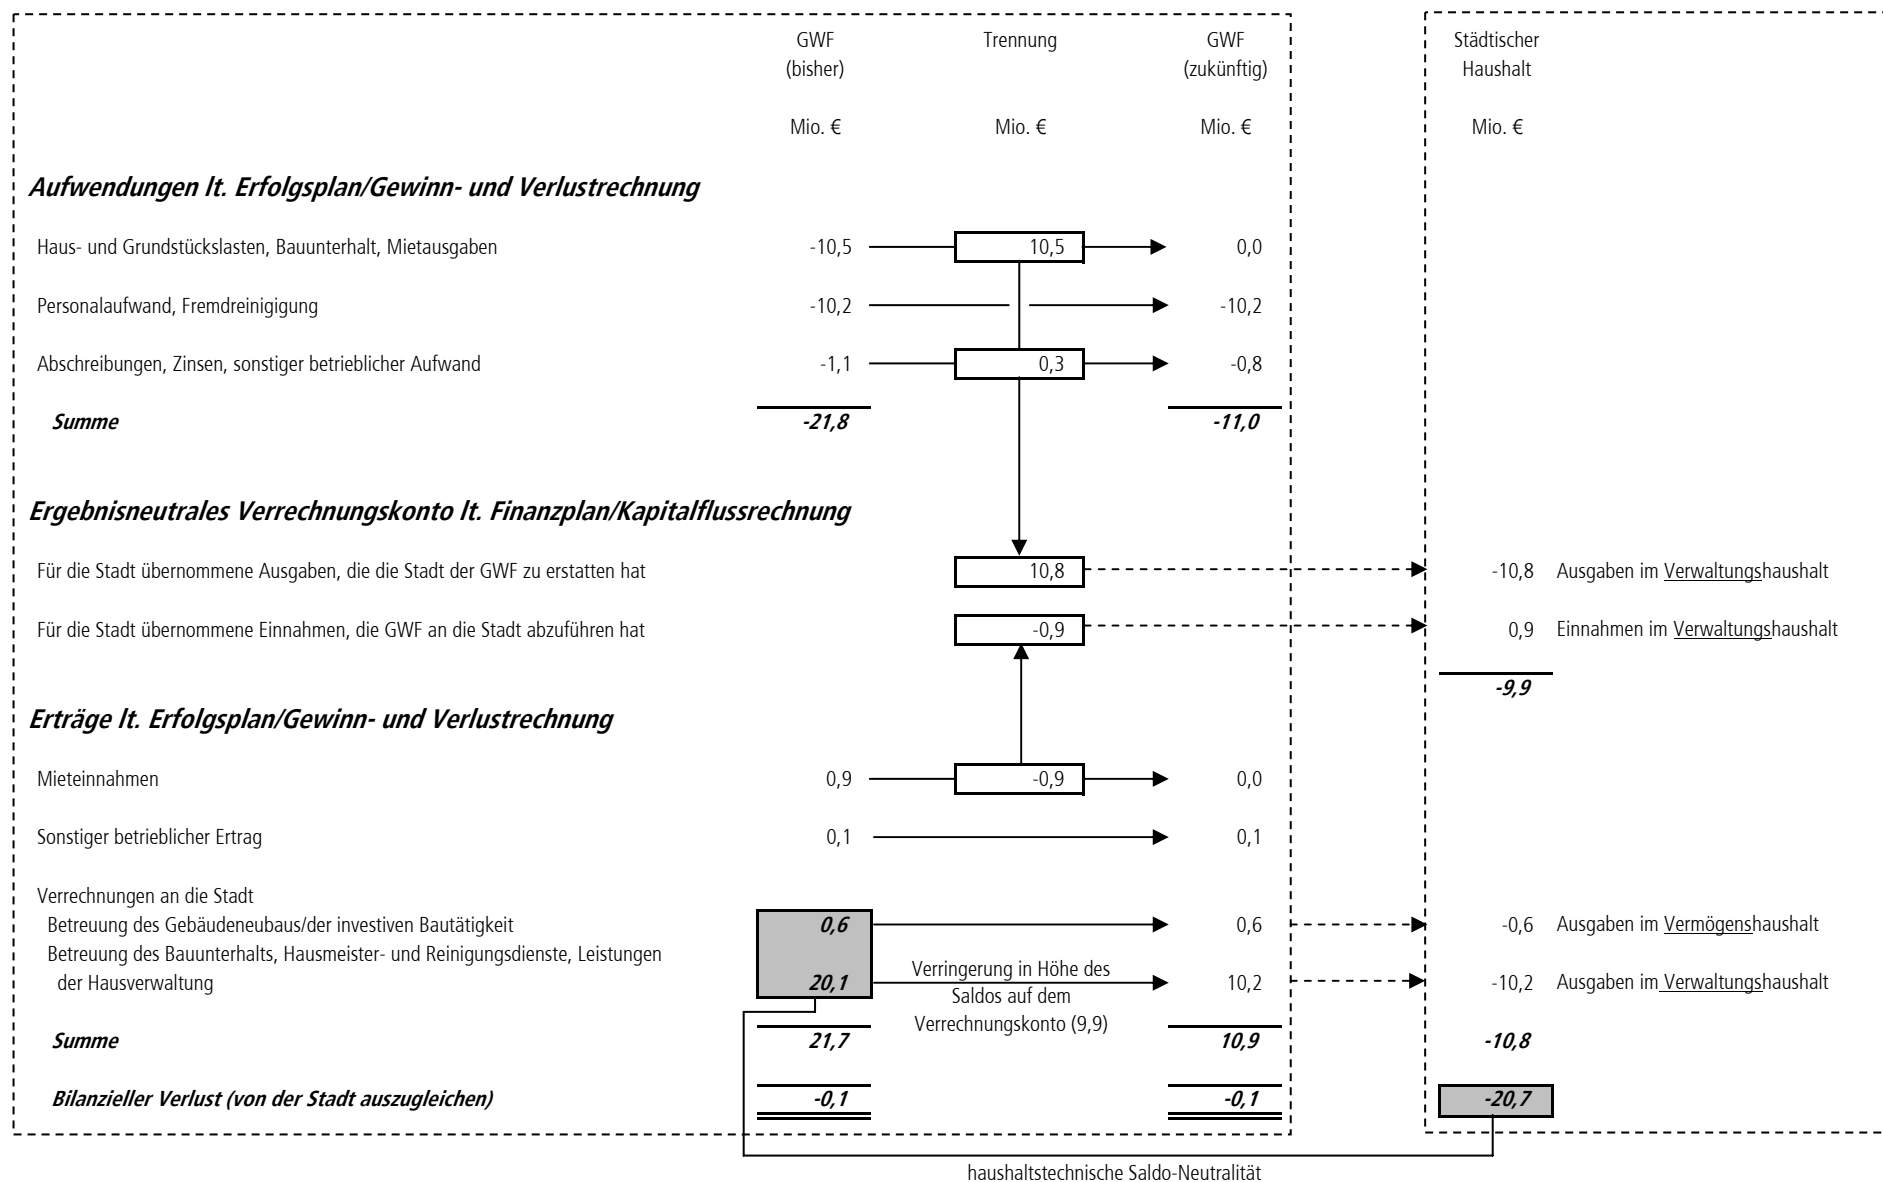 GWF Trennung GWF Städtischer
(bisher) (zukünftig) Haushalt
Mio. € Mio. € Mio. € Mio. €
Aufwendungen lt. Erfolgsplan/Gewinn- und Verlustrechnung
Haus- und Grundstückslasten, Bauunterhalt, Mietausgaben -10,5 10,5 0,0
Personalaufwand, Fremdreinigigung -10,2 -10,2
Abschreibungen, Zinsen, sonstiger betrieblicher Aufwand -1,1 0,3 -0,8
Summe -21,8 -11,0
Ergebnisneutrales Verrechnungskonto lt. Finanzplan/Kapitalflussrechnung
Für die Stadt übernommene Ausgaben, die die Stadt der GWF zu erstatten hat 10,8 -10,8 Ausgaben im Verwaltungshaushalt
Für die Stadt übernommene Einnahmen, die GWF an die Stadt abzuführen hat -0,9 0,9 Einnahmen im Verwaltungshaushalt
-9,9
Erträge lt. Erfolgsplan/Gewinn- und Verlustrechnung
Mieteinnahmen 0,9 -0,9 0,0
Sonstiger betrieblicher Ertrag 0,1 0,1
Verrechnungen an die Stadt
Betreuung des Gebäudeneubaus/der investiven Bautätigkeit 0,6 0,6 -0,6 Ausgaben im Vermögenshaushalt
Betreuung des Bauunterhalts, Hausmeister- und Reinigungsdienste, Leistungen
der Hausverwaltung 20,1 10,2 -10,2 Ausgaben im Verwaltungshaushalt
Verringerung in Höhe des
Saldos auf dem
Verrechnungskonto (9,9)
Summe 21,7 10,9 -10,8
Bilanzieller Verlust (von der Stadt auszugleichen) -0,1 -0,1 -20,7
haushaltstechnische Saldo-Neutralität